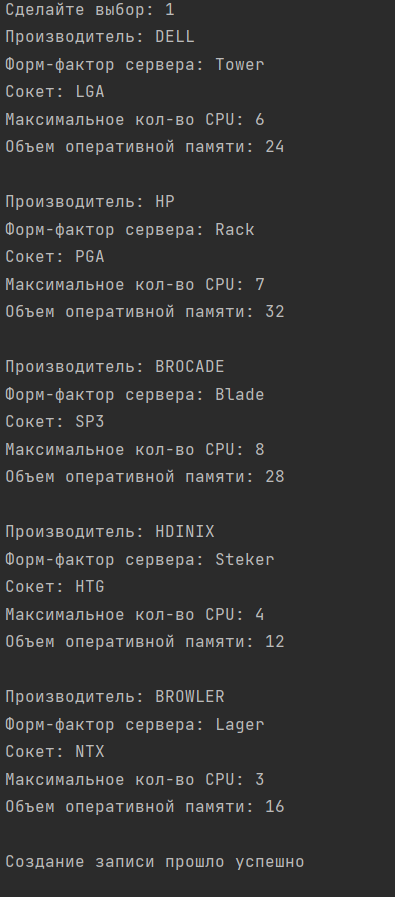 Сделайте выбор: 1
Производитель: DELL
Форм-фактор сервера: Tower
Сокет: LGA
Максимальное кол-во CPU: 6
Объем оперативной памяти: 24
Производитель: HP
Форм-фактор сервера: Rack
Сокет: PGA
Максимальное кол-во CPU: 7
Объем оперативной памяти: 32
Производитель: BROCADE
Форм-фактор сервера: Blade
Сокет: SP3
Максимальное кол-во CPU: 8
Объем оперативной памяти: 28
Производитель: HDINIX
Форм-фактор сервера: Steker
Сокет: HTG
Максимальное кол-во CPU: 4
Объем оперативной памяти: 12
Производитель: BROWLER
Форм-фактор сервера: Lager
Сокет: NTX
Максимальное кол-во CPU: 3
Объем оперативной памяти: 16
Создание записи прошло успешно